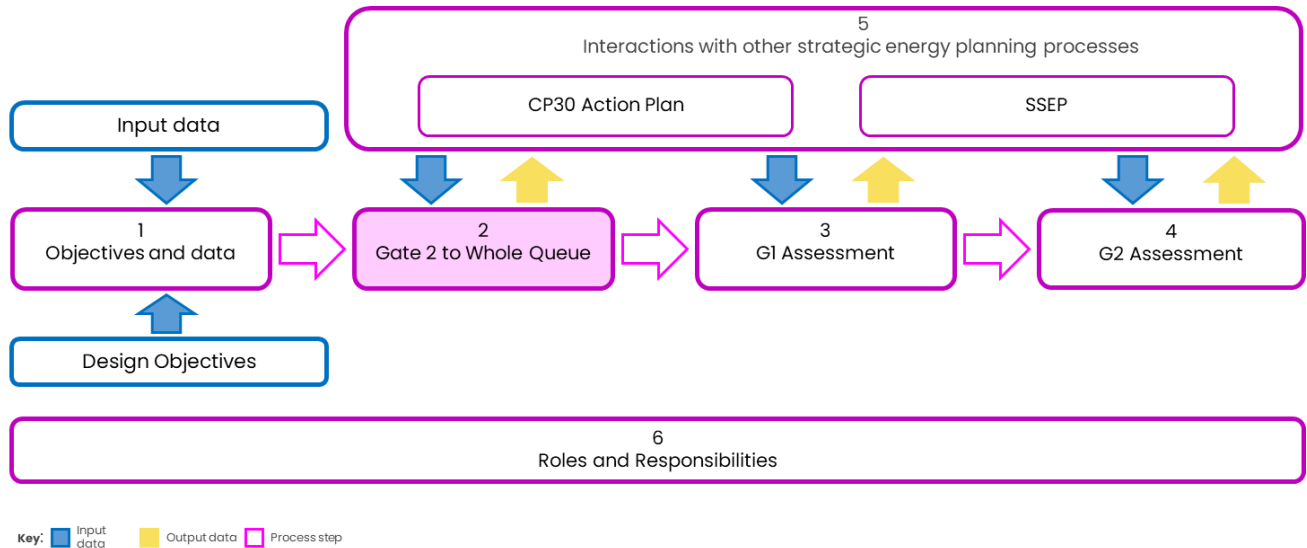 5
Interactions with other strategic energy planning processes
CP30 Action Plan
SSEP
Input data
1
Objectives and data
2
Gate 2 to Whole Queue
3
G1 Assessment
4
G2 Assessment
Design Objectives
6
Roles and Responsibilities
Key:
Input
data
Output data
Process step